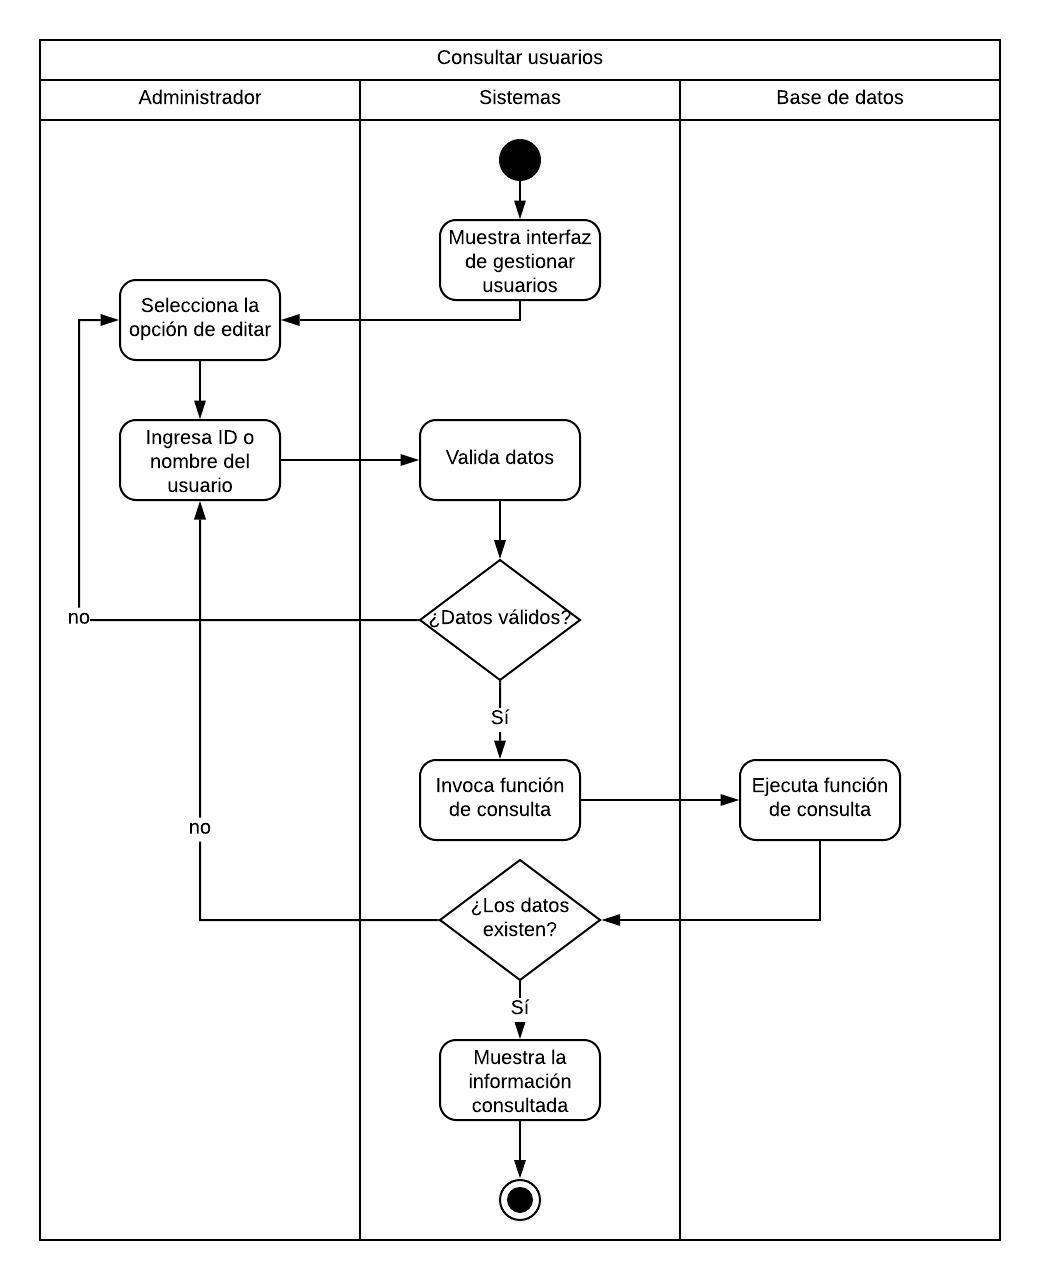 Consultar usuarios
Administrador
Sistemas
Base de datos
Muestra interfaz
de gestionar
usuarios
Selecciona la
opción de editar
Ingresa ID o
nombre del
usuario
Valida datos
¿Datos válidos?
no
Sí
Invoca función
de consulta
Ejecuta función
de consulta
no
¿Los datos
existen?
Sí
Muestra la
información
consultada